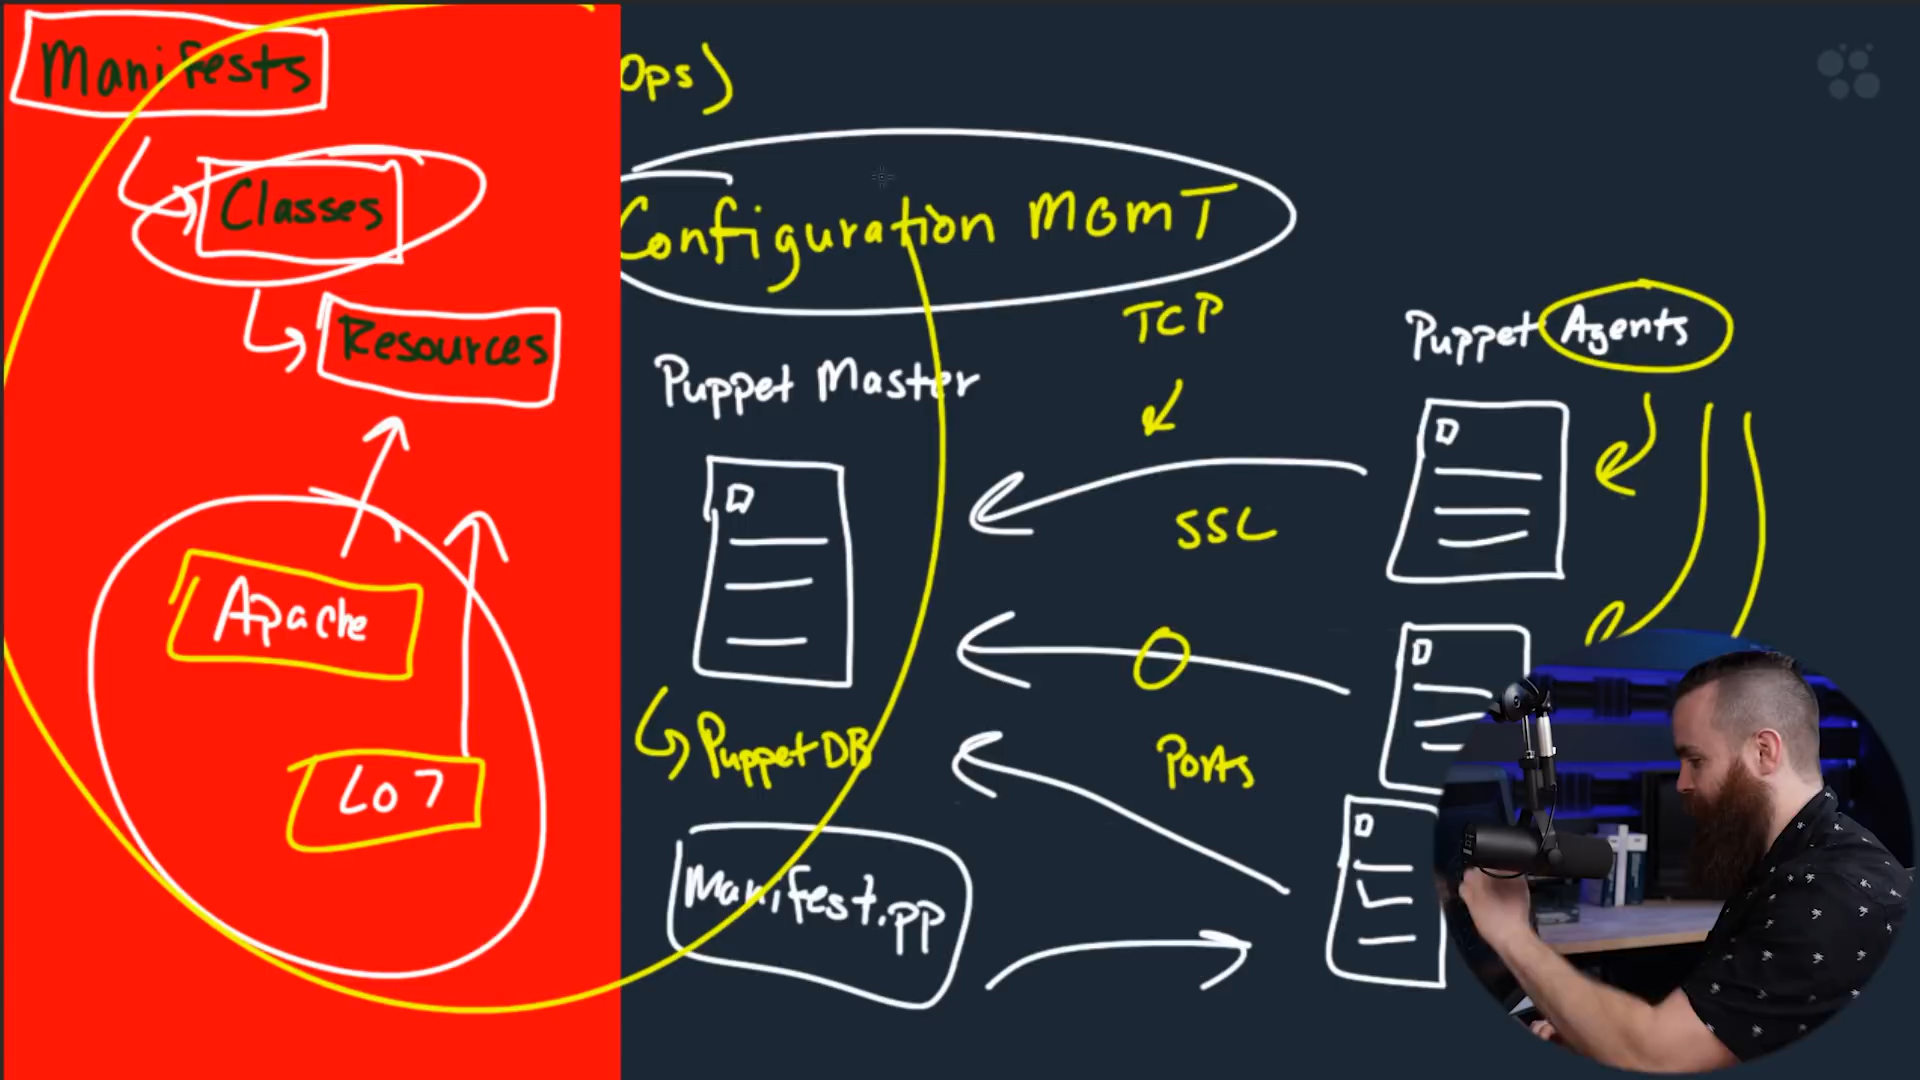 Manifests
Classes
Resources
Apache
LO7
Ops)
Configuration MGMT
Puppet Master
PuppetDB
Manifest.pp
TCP
SSL
Ports
Puppet Agents